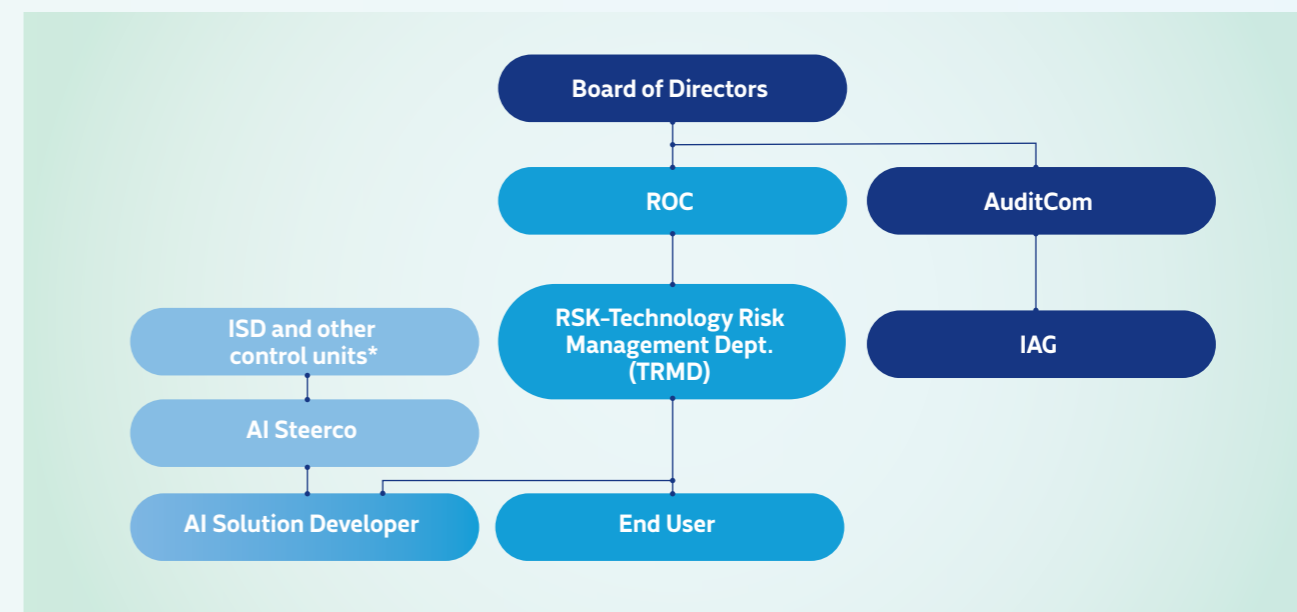 Board of Directors
ROC
AuditCom
ISD and other
control units*
RSK-Technology Risk
Management Dept.
(TRMD)
IAG
AI Steerco
AI Solution Developer
End User